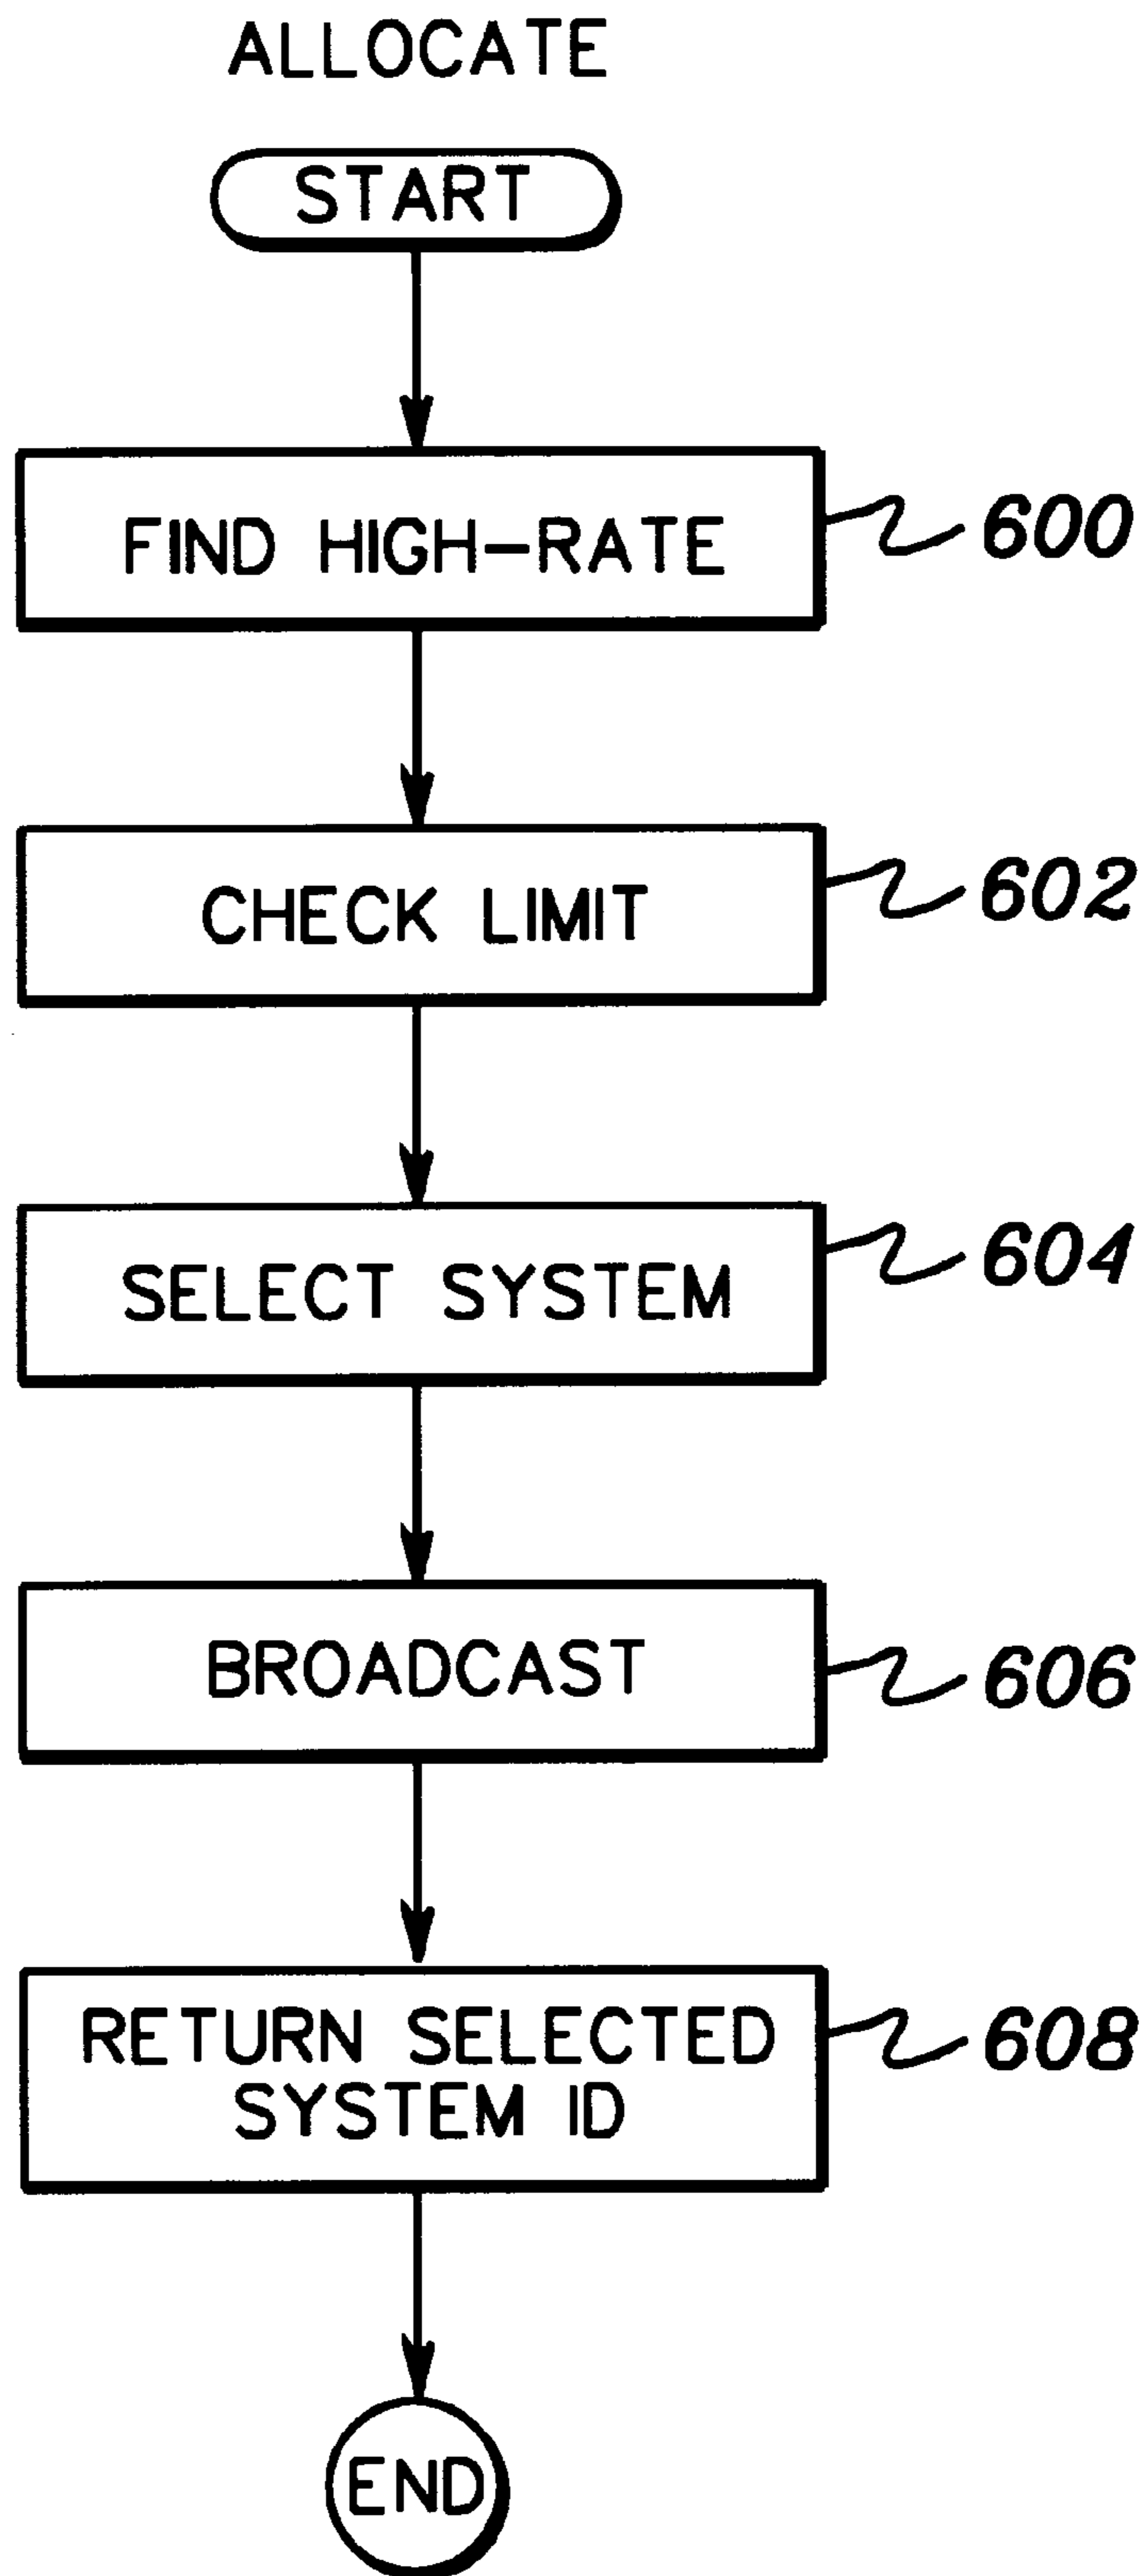 ALLOCATE
START
FIND HIGH-RATE
600
CHECK LIMIT
602
SELECT SYSTEM
604
BROADCAST
606
RETURN SELECTED
SYSTEM ID
608
END